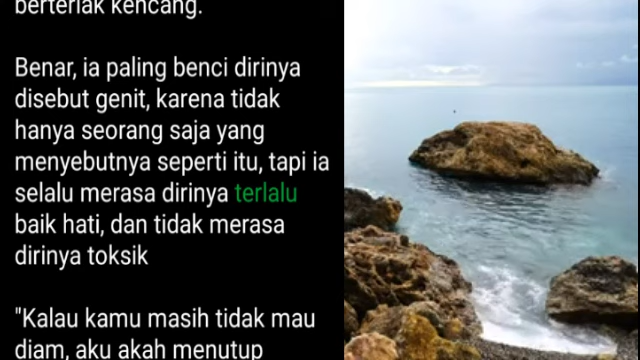 berteriak kencang.
Benar, ia paling benci dirinya
disebut genit, karena tidak
hanya seorang saja yang
menyebutnya seperti itu, tapi ia
selalu merasa dirinya terlalu
baik hati, dan tidak merasa
dirinya toksik
"Kalau kamu masih tidak mau
diam, aku akah menutup